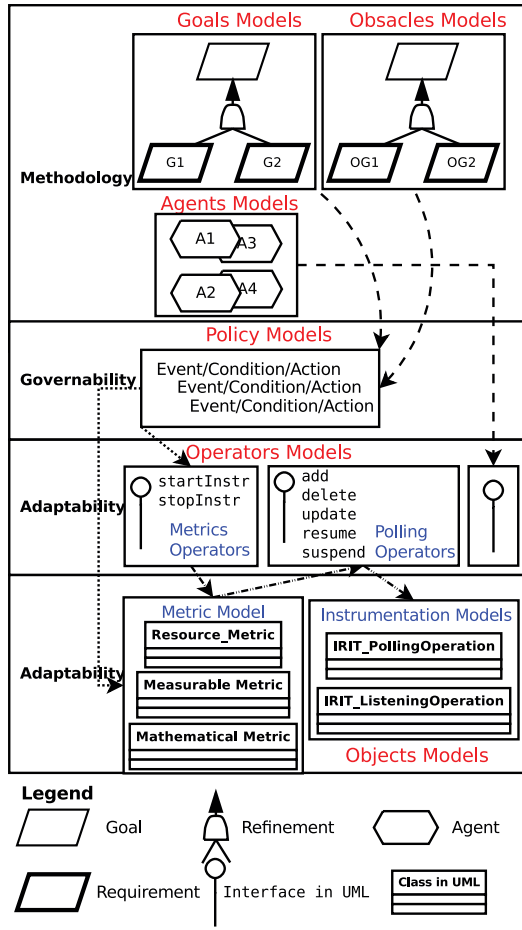 Goals Models
Obsacles Models
G1
G2
OG1
OG2
Methodology
Agents Models
A1
A3
A2
A4
Policy Models
Governability
Event/Condition/Action
Event/Condition/Action
Event/Condition/Action
Operators Models
Adaptability
startInstr
stopInstr
Metrics
Operators
add
delete
update
resume
suspend
Polling
Operators
Adaptability
Metric Model
Resource_Metric
Measurable Metric
Mathematical Metric
Instrumentation Models
IRIT_PollingOperation
IRIT_ListeningOperation
Objects Models
Legend
Goal
Refinement
Agent
Requirement
Interface in UML
Class in UML